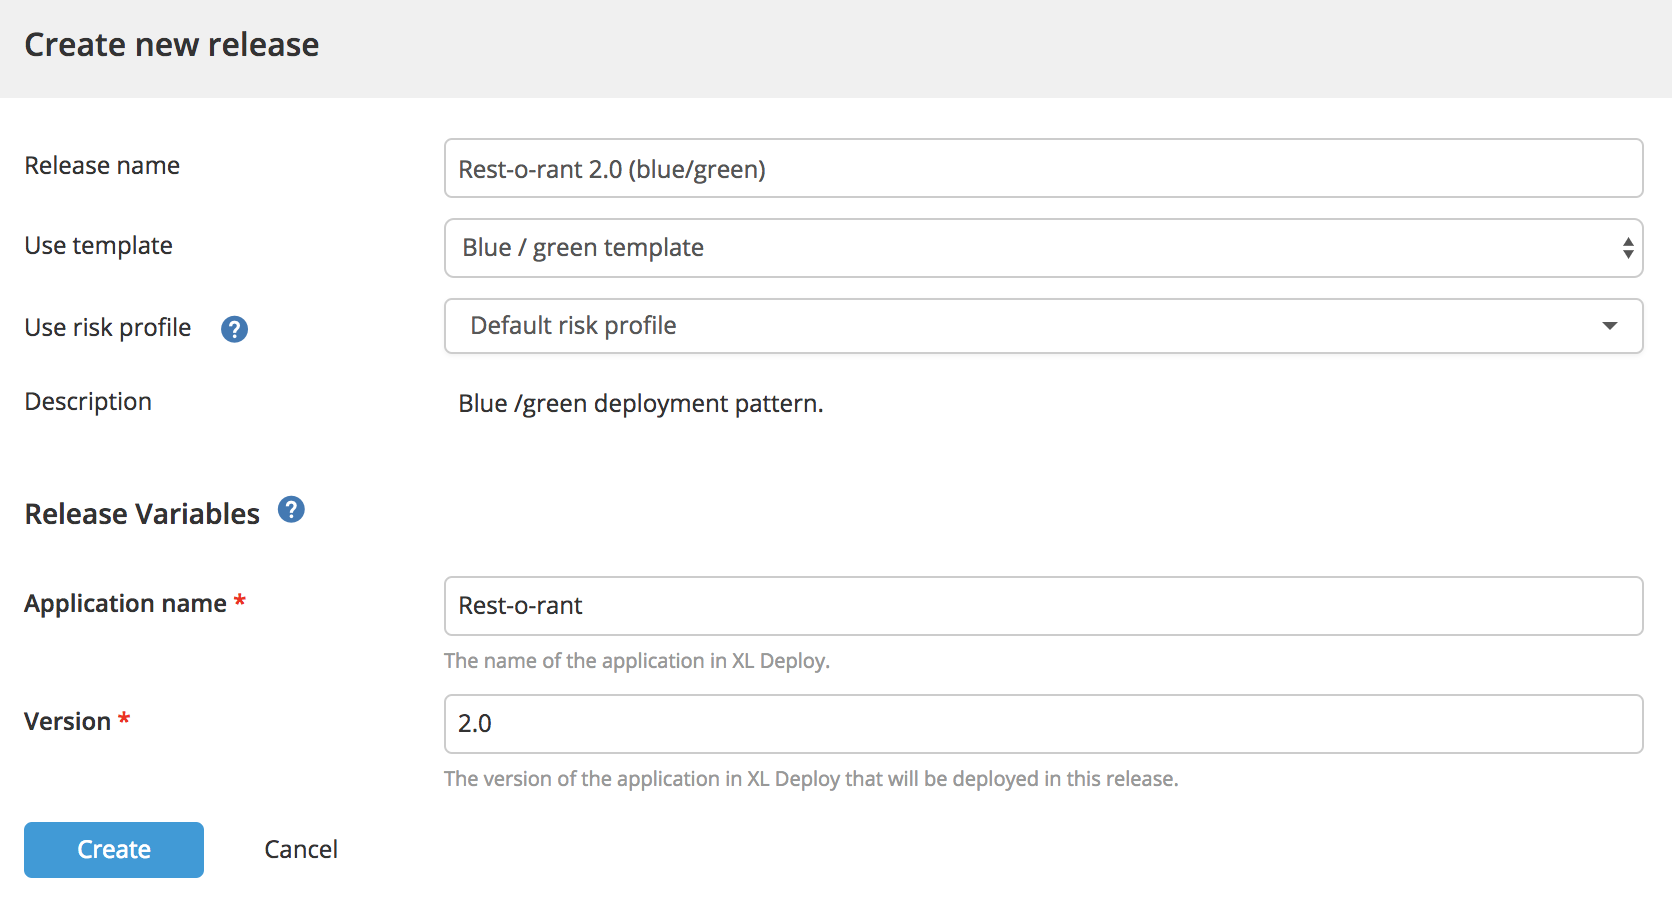 Create new release
Release name
Rest-o-rant 2.0 (blue/green)
Use template
Blue / green template
Use risk profile ?
Default risk profile
Description
Blue /green deployment pattern.
Release Variables ?
Application name *
Rest-o-rant
The name of the application in XL Deploy.
Version *
2.0
The version of the application in XL Deploy that will be deployed in this release.
Create
Cancel